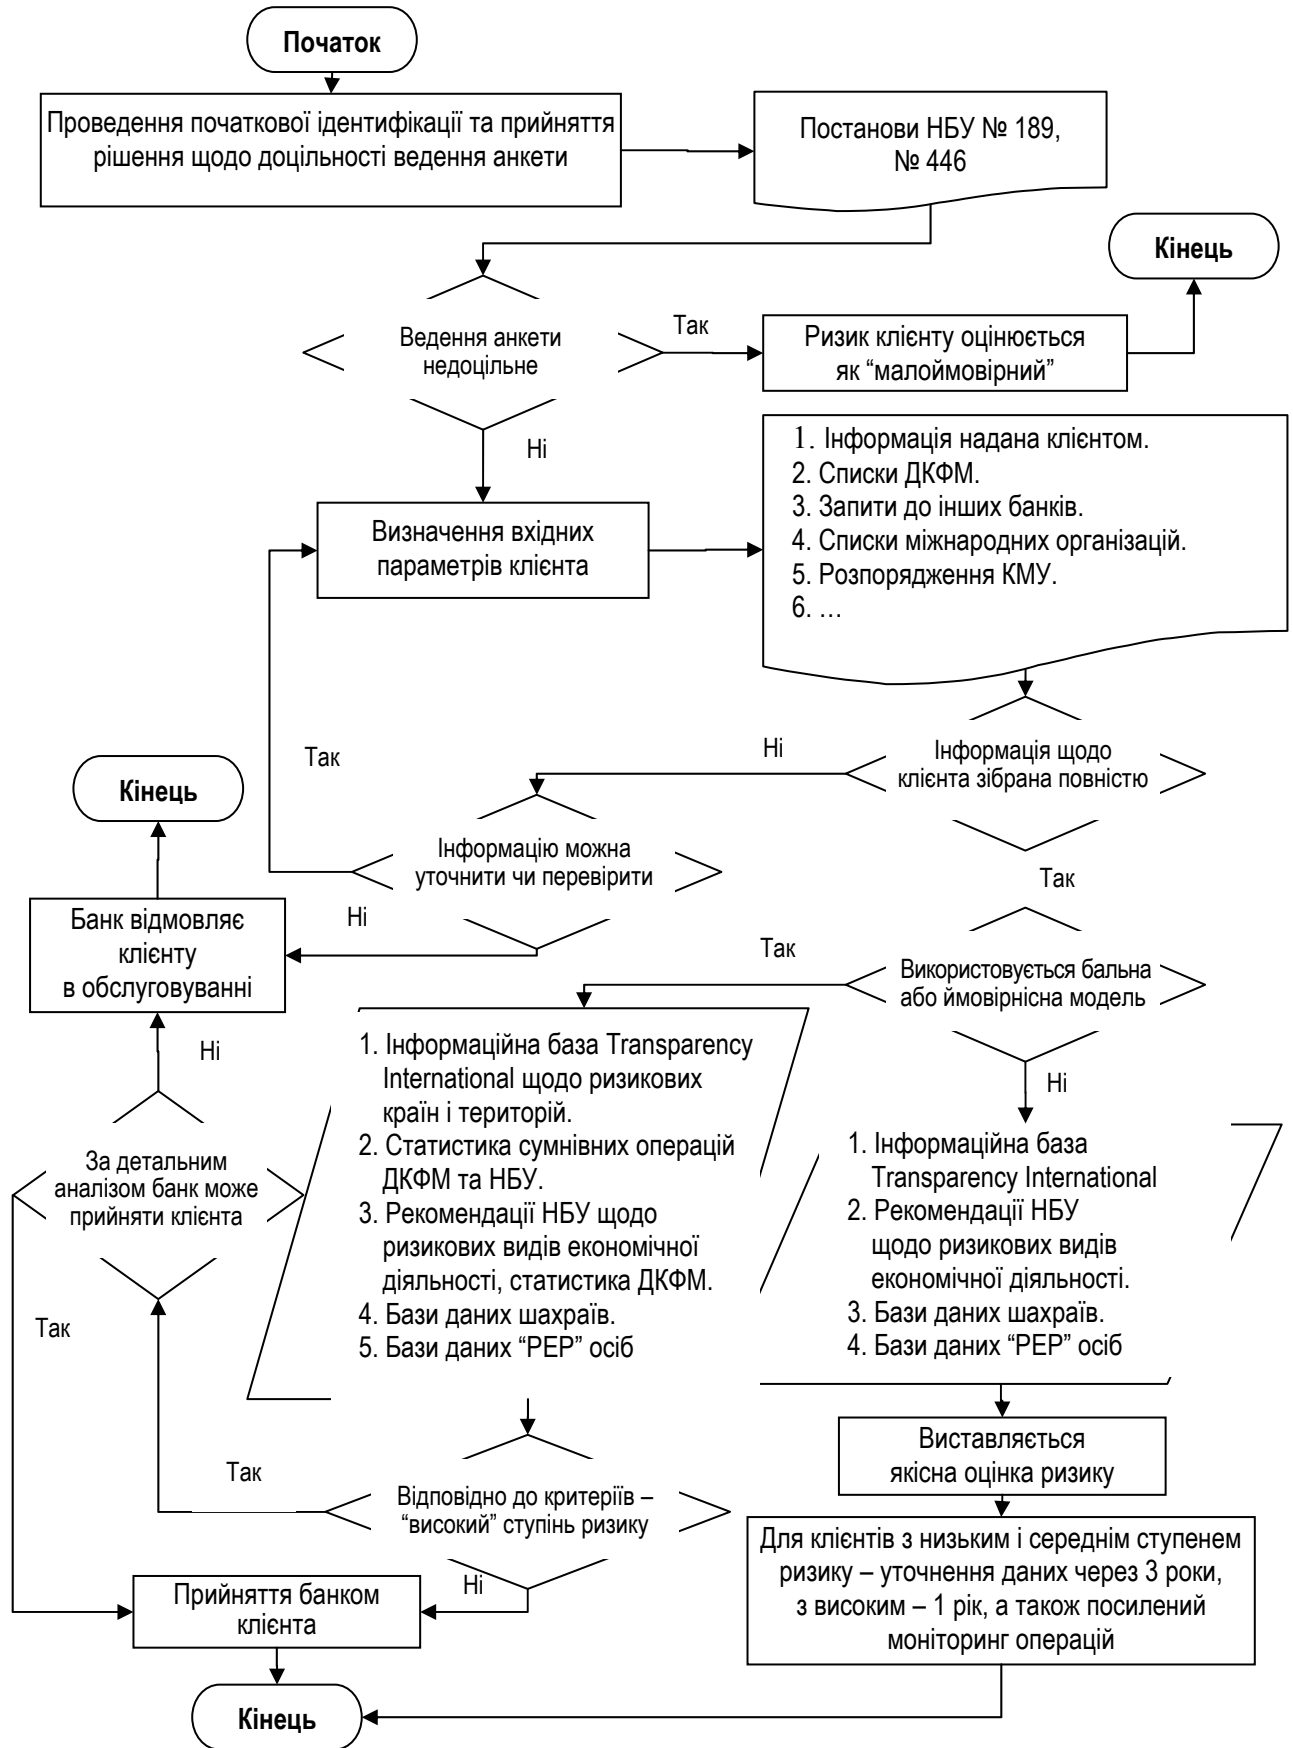 Початок
Проведення початкової ідентифікації та прийняття
рішення щодо доцільності ведення анкети
Постанови НБУ № 189,
№ 446
Кінець
Ведення анкети
недоцільне
Так
Ризик клієнту оцінюється
як “малоймовірний”
Ні
Визначення вхідних
параметрів клієнта
1. Інформація надана клієнтом.
2. Списки ДКФМ.
3. Запити до інших банків.
4. Списки міжнародних організацій.
5. Розпорядження КМУ.
6. …
Інформація щодо
клієнта зібрана повністю
Ні
Так
Так
Кінець
Інформацію можна
уточнити чи перевірити
Ні
Банк відмовляє
клієнту
в обслуговуванні
Використовується бальна
або ймовірнісна модель
Так
Ні
Ні
1. Інформаційна база Transparency
International щодо ризикових
країн і територій.
2. Статистика сумнівних операцій
ДКФМ та НБУ.
3. Рекомендації НБУ щодо
ризикових видів економічної
діяльності, статистика ДКФМ.
4. Бази даних шахраїв.
5. Бази даних “РЕР” осіб
1. Інформаційна база
Transparency International
2. Рекомендації НБУ
щодо ризикових видів
економічної діяльності.
3. Бази даних шахраїв.
4. Бази даних “РЕР” осіб
За детальним
аналізом банк може
прийняти клієнта
Так
Так
Відповідно до критеріїв –
“високий” ступінь ризику
Ні
Виставляється
якісна оцінка ризику
Для клієнтів з низьким і середнім ступенем
ризику – уточнення даних через 3 роки,
з високим – 1 рік, а також посилений
моніторинг операцій
Прийняття банком
клієнта
Кінець